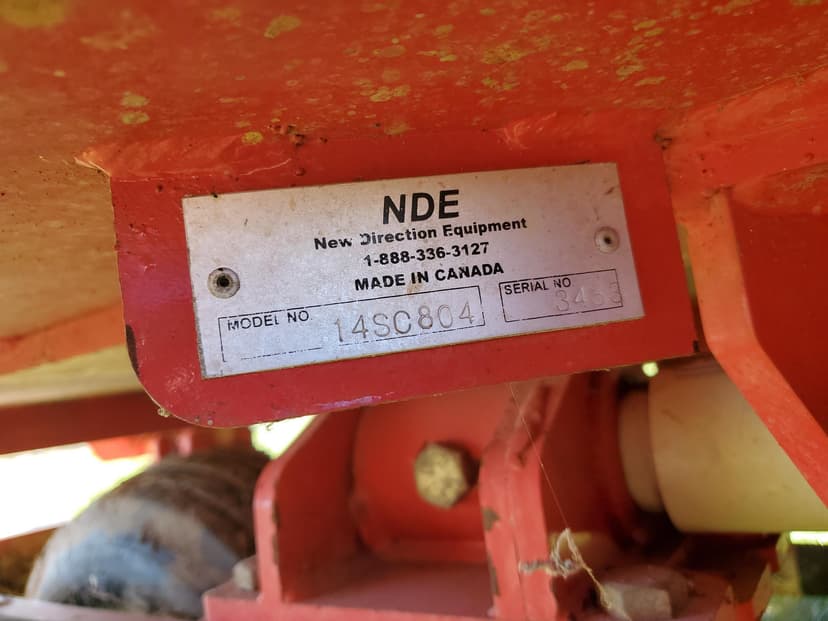 NDE
New Direction Equipment
1-888-336-3127
MADE IN CANADA
MODEL NO. 14SC804
SERIAL NO